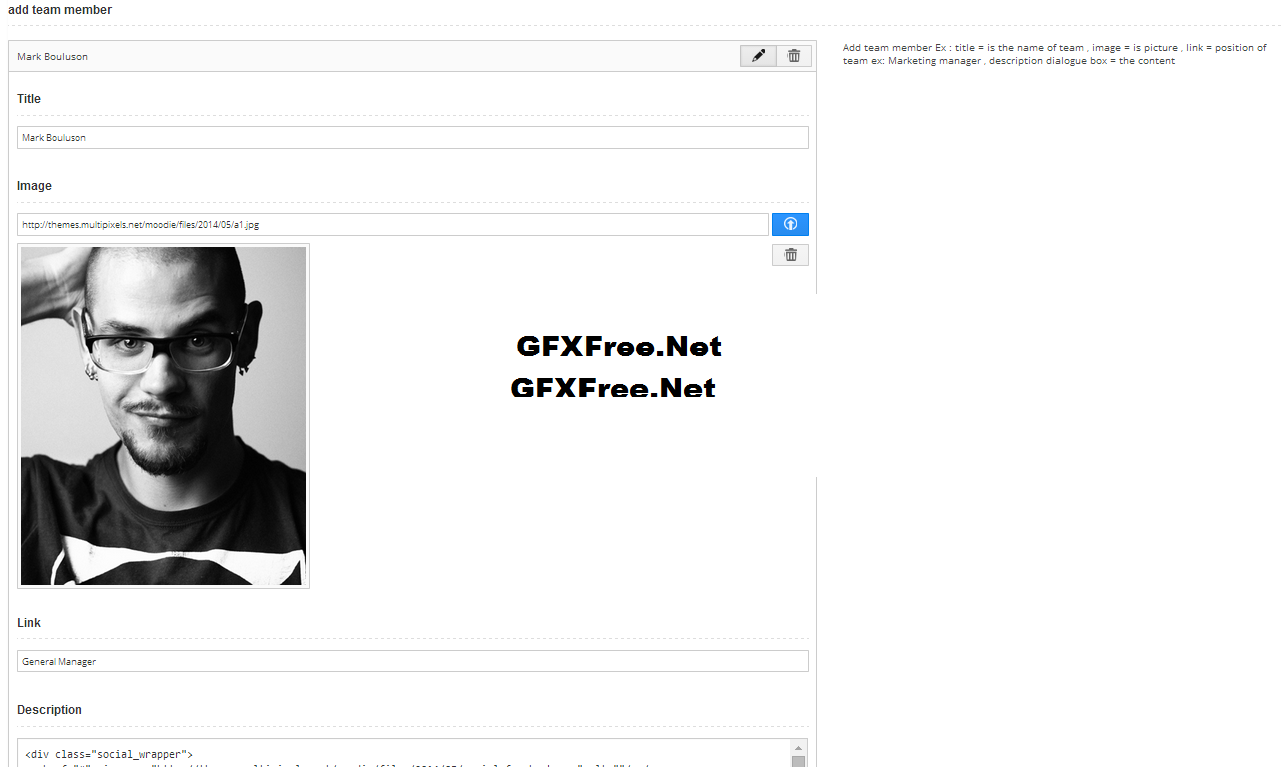 add team member
Mark Bouluson
Add team member Ex : title = is the name of team , image = is picture , link = position of
team ex: Marketing manager , description dialogue box = the content
Title
Mark Bouluson
Image
http://themes.multipixels.net/moodie/files/2014/05/a1.jpg
GFXFree.Net
GFXFree.Net
Link
General Manager
Description
<div class="social_wrapper">